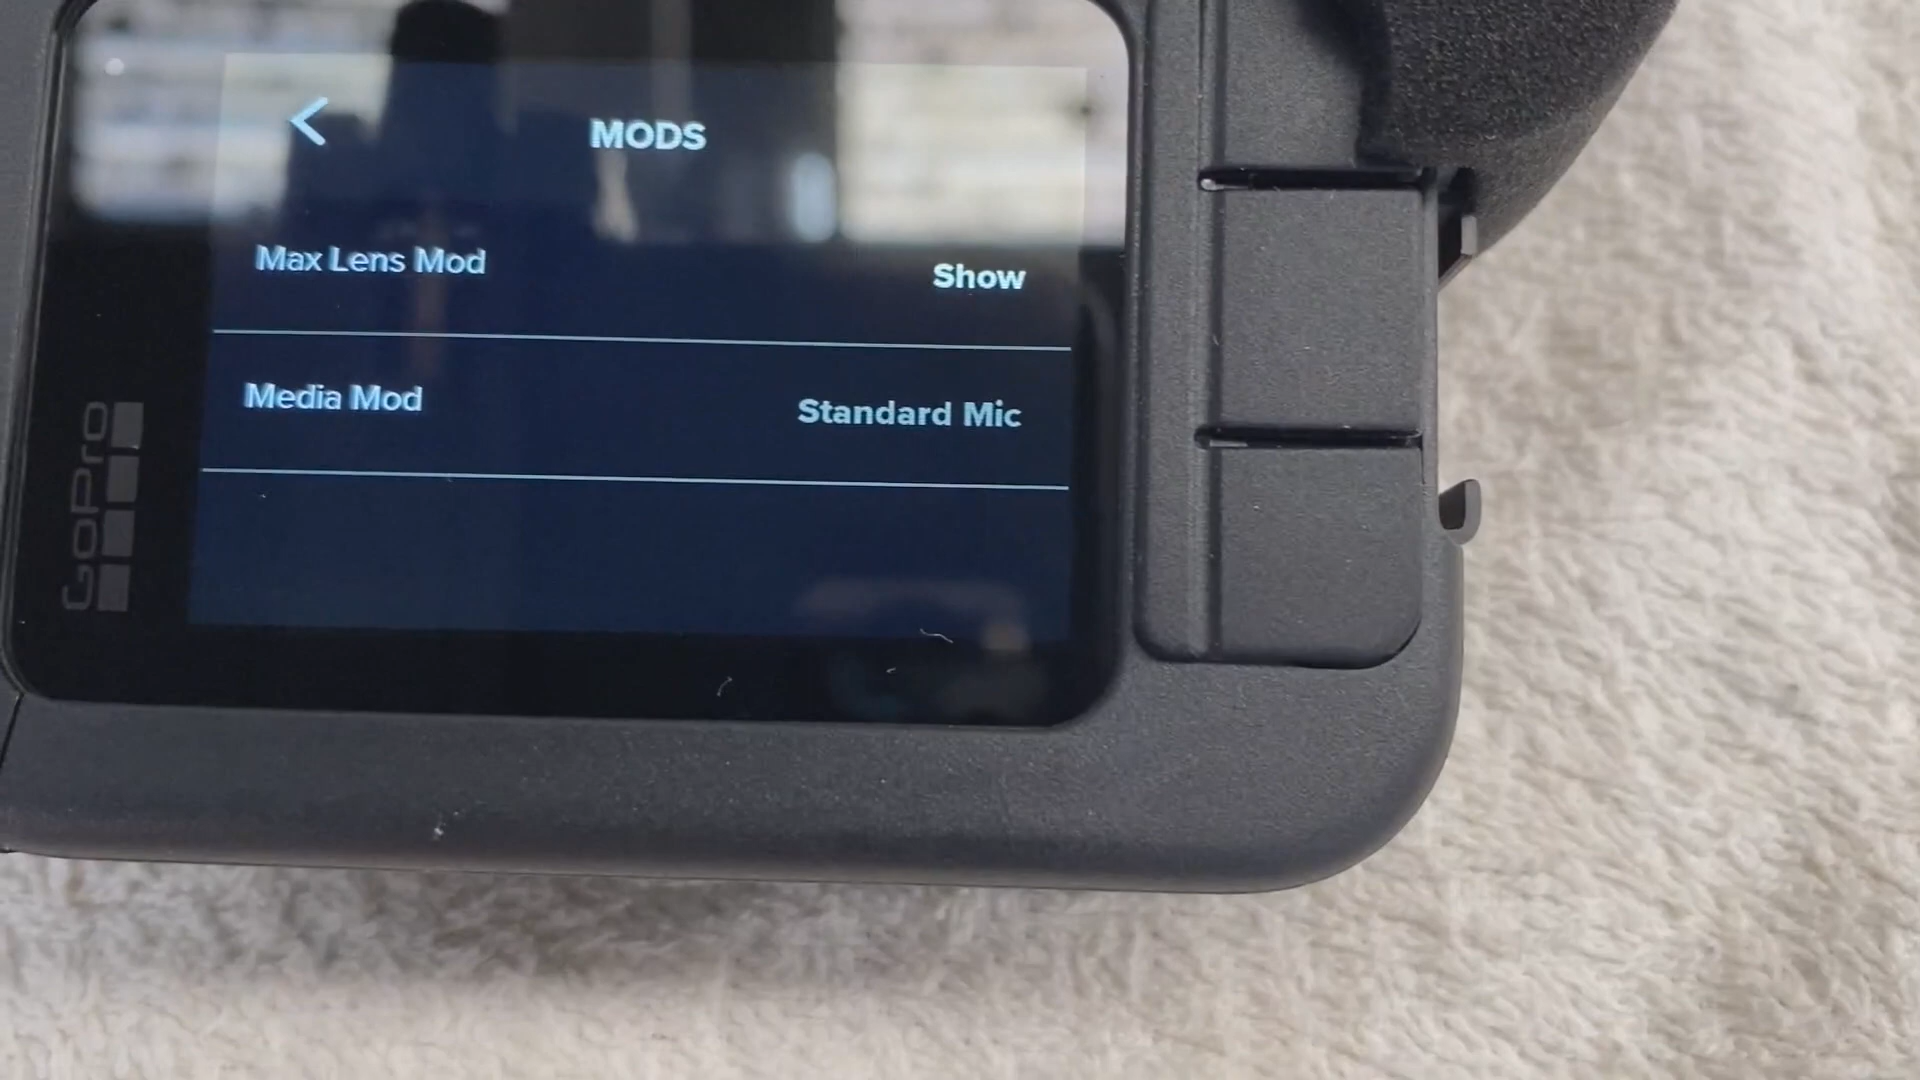 MODS
Max Lens Mod
Show
Media Mod
Standard Mic
GoPro